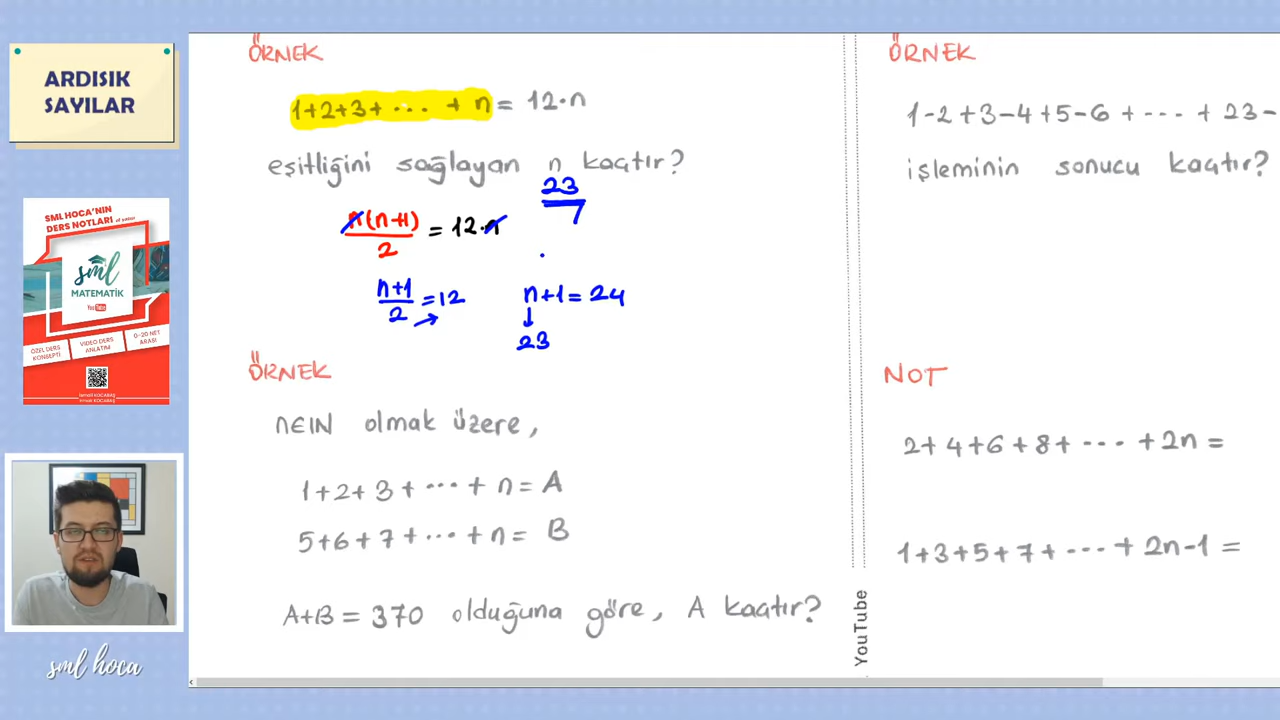 ARDISIK
SAYILAR
SML HOCA'NIN
DERS NOTLARI
sml
MATEMATİK
YouTube
ÖZEL DERS
KONSEPTİ
VIDEO DERS
ANLATIM
0-20 NET
ARASI
sml hoca
ÖRNEK
1+2+3+ ... + n = 12·n
eşitliğini sağlayan n kaçtır?
23
7
n(n+1)
2
= 12·n
n+1
2
=12
n+1=24
↓
23
ÖRNEK
n∈IN olmak üzere,
1+2+3+ ... + n = A
5+6+7+ ... + n = B
A+B = 370 olduğuna göre, A kaçtır?
YouTube
ÖRNEK
1-2+3-4+5-6 + ... + 23-
işleminin sonucu kaçtır?
NOT
2+4+6+8+ ... + 2n =
1+3+5+7+ ... + 2n-1 =